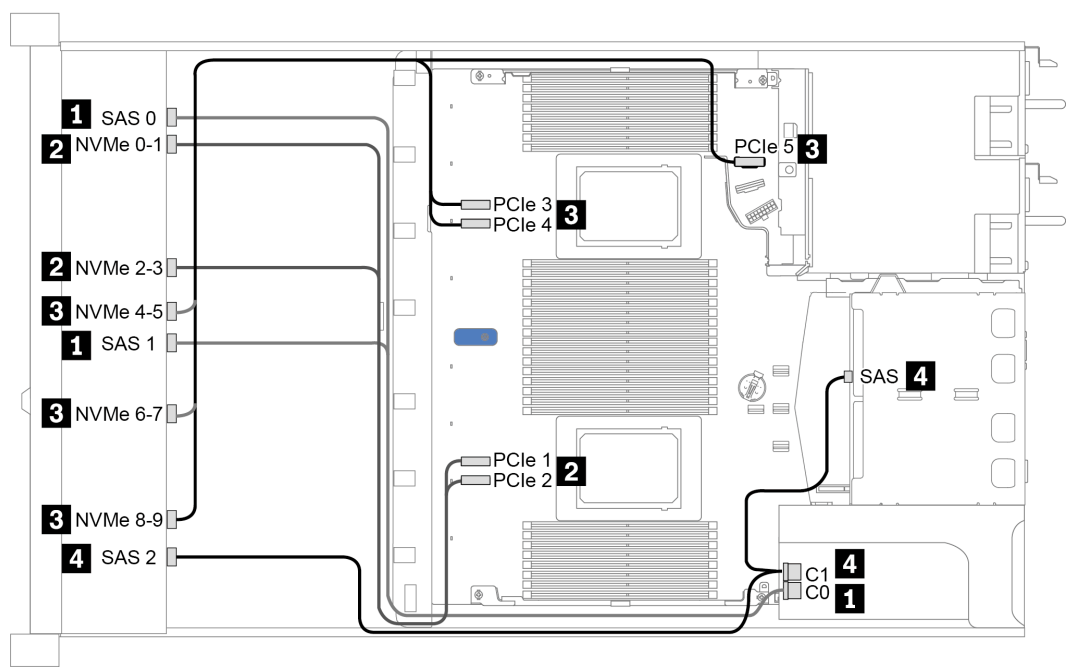 1 SAS 0
2 NVMe 0-1
PCIe 5 3
PCIe 3
PCIe 4
3
2 NVMe 2-3
3 NVMe 4-5
1 SAS 1
SAS 4
3 NVMe 6-7
PCIe 1
PCIe 2
2
3 NVMe 8-9
4 SAS 2
C1 4
C0 1